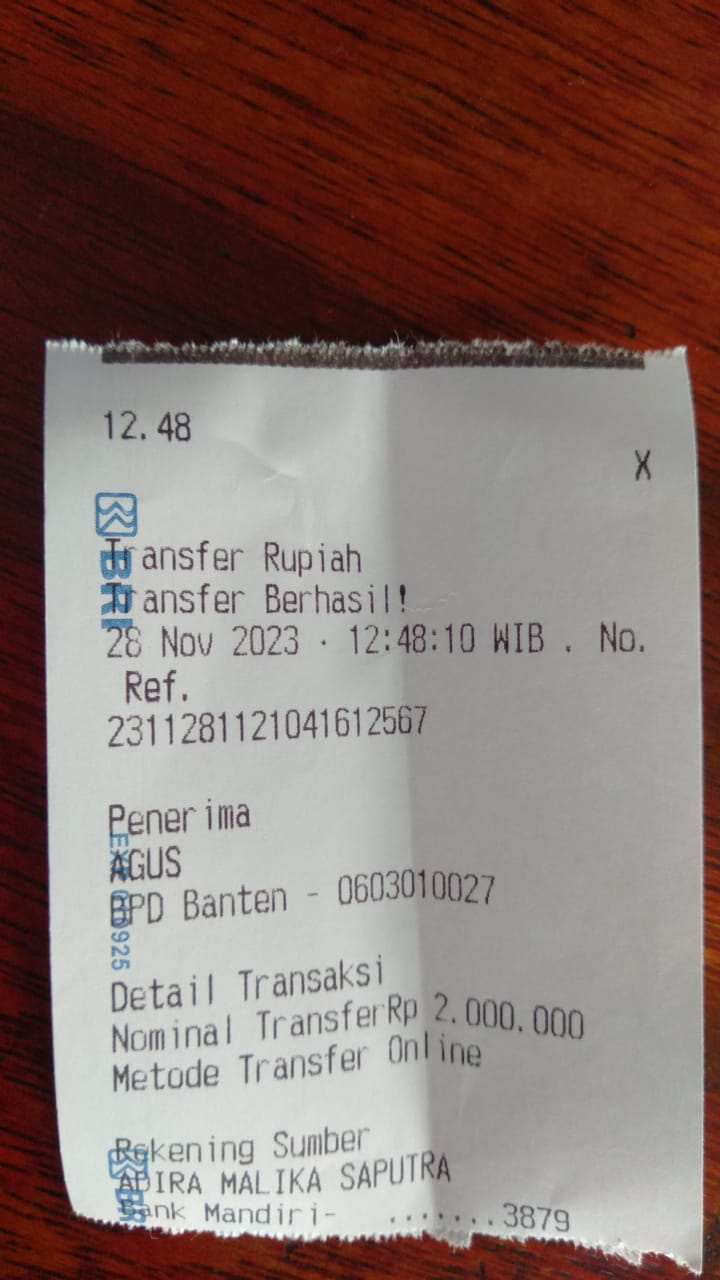 12.48
X
BRI
Transfer Rupiah
Transfer Berhasil!
28 Nov 2023 · 12:48:10 WIB . No.
Ref.
2311281121041612567
Penerima
AGUS
BPD Banten - 0603010027
Detail Transaksi
Nominal TransferRp 2.000.000
Metode Transfer Online
Rekening Sumber
ADIRA MALIKA SAPUTRA
Bank Mandiri- .......3879